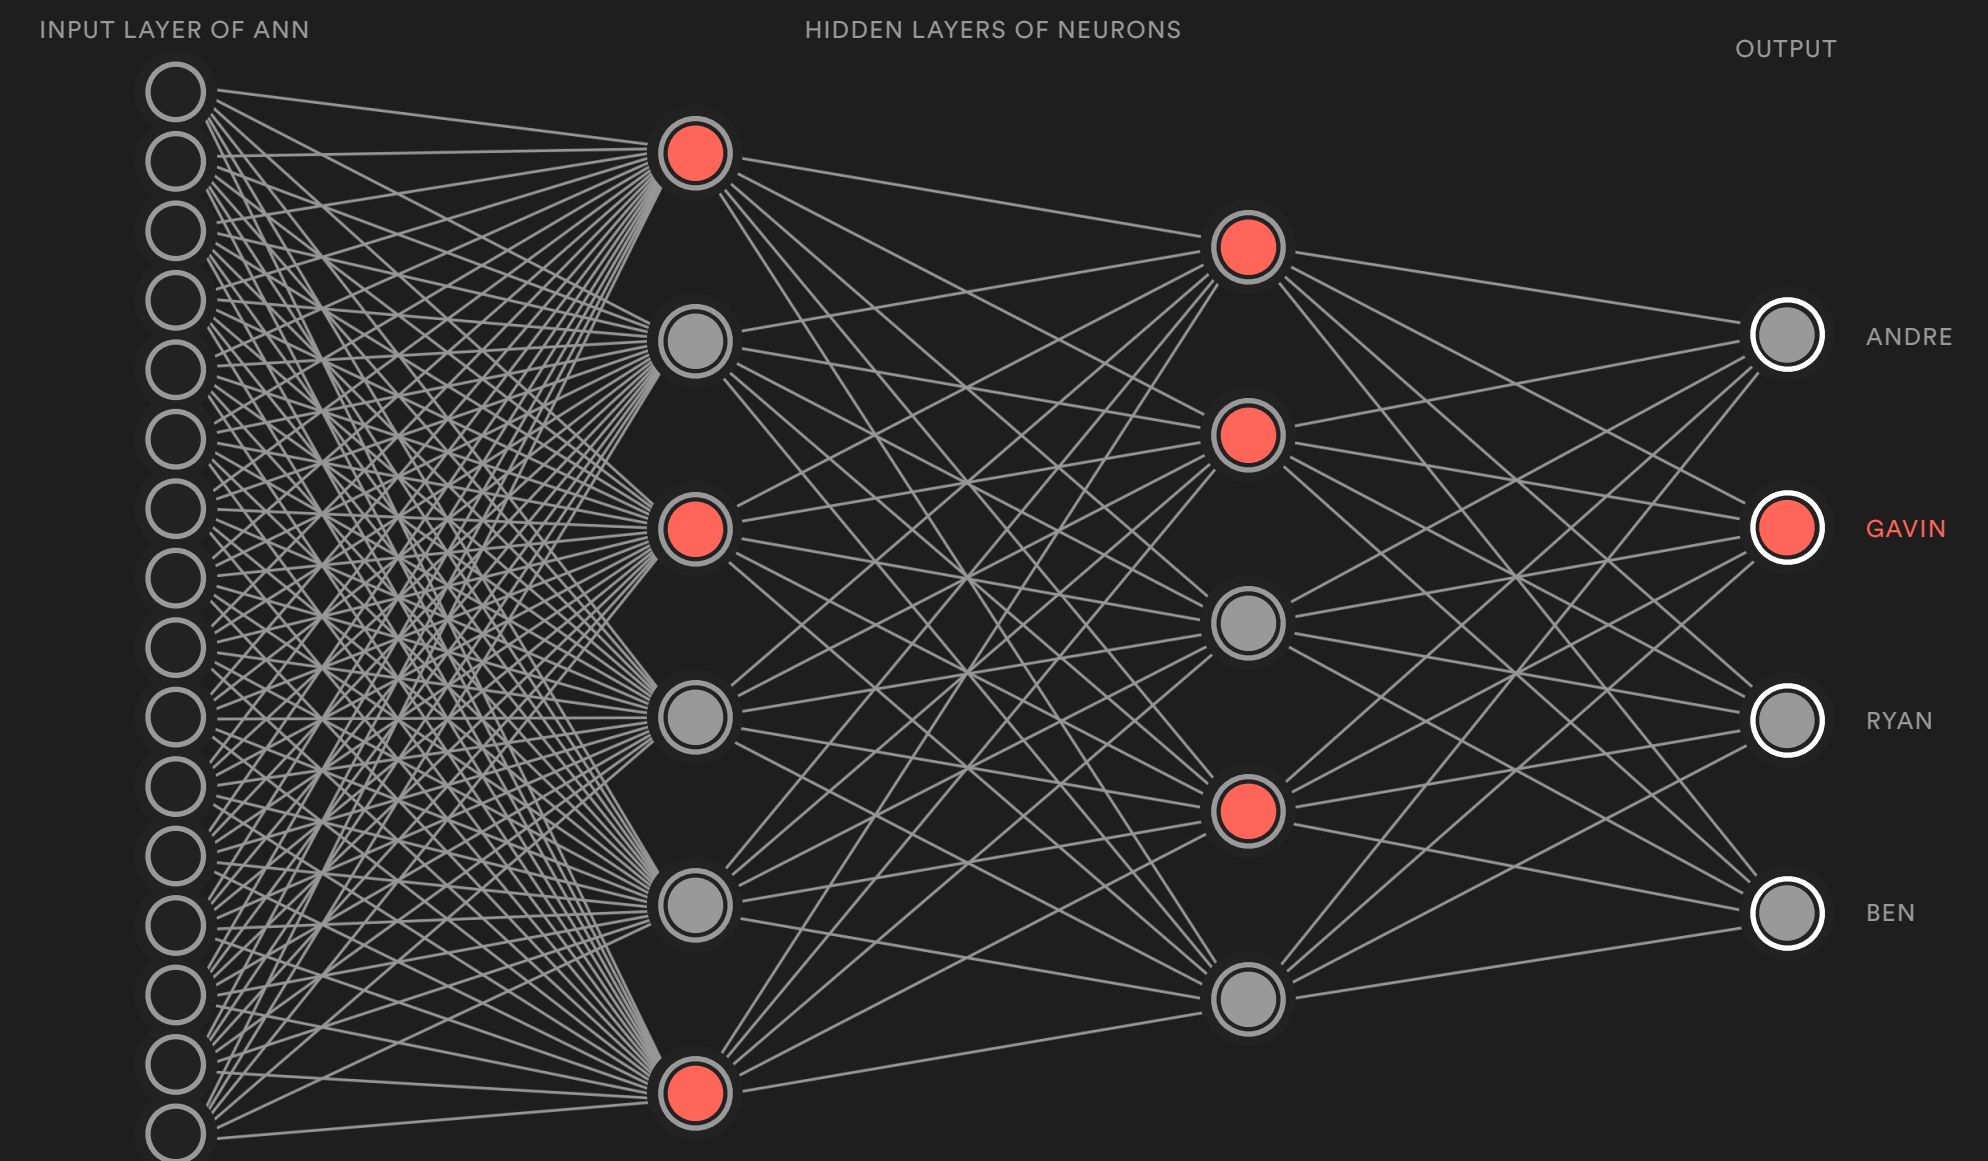 INPUT LAYER OF ANN
HIDDEN LAYERS OF NEURONS
OUTPUT
ANDRE
GAVIN
RYAN
BEN